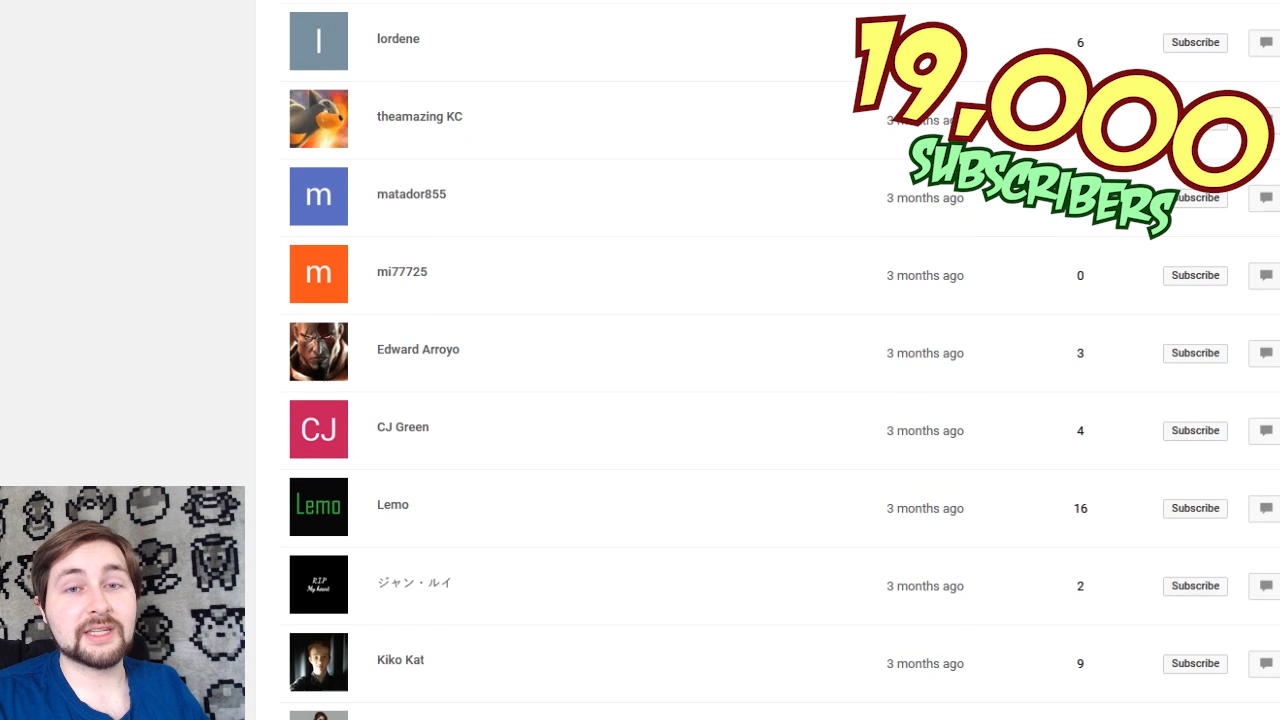 l
lordene
6
Subscribe
theamazing KC
19,000
SUBSCRIBERS
m
matador855
3 months ago
m
mi77725
3 months ago
0
Subscribe
Edward Arroyo
3 months ago
3
Subscribe
CJ
CJ Green
3 months ago
4
Subscribe
Lemo
Lemo
3 months ago
16
Subscribe
R.I.P
My heart
ジャン・ルイ
3 months ago
2
Subscribe
Kiko Kat
3 months ago
9
Subscribe